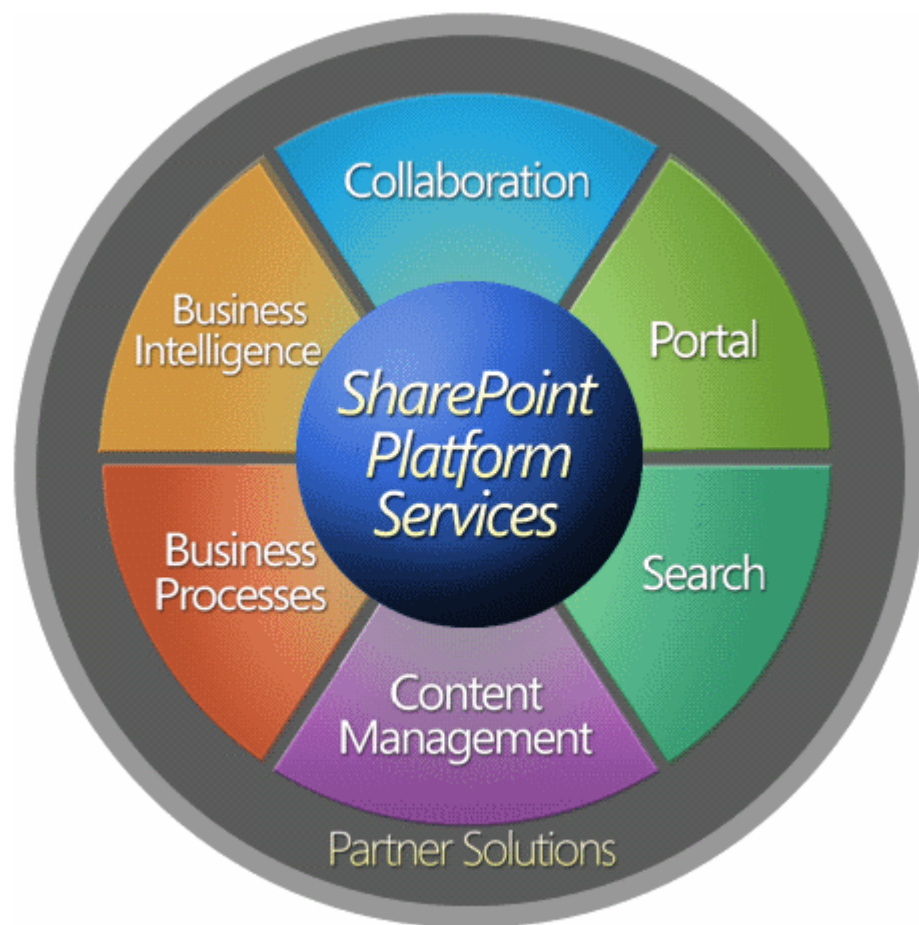 Collaboration
Business
Intelligence
Portal
SharePoint
Platform
Services
Business
Processes
Search
Content
Management
Partner Solutions